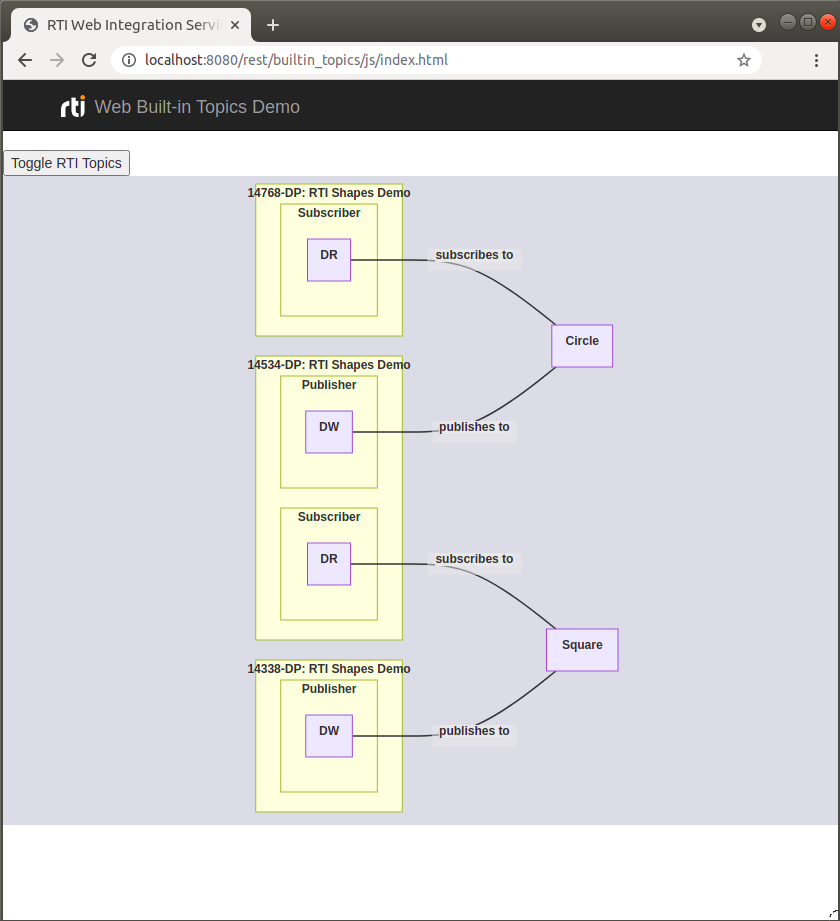 RTI Web Integration Servi
localhost:8080/rest/builtin_topics/js/index.html
rti Web Built-in Topics Demo
Toggle RTI Topics
14768-DP: RTI Shapes Demo
Subscriber
DR
subscribes to
Circle
14534-DP: RTI Shapes Demo
Publisher
DW
publishes to
Subscriber
DR
subscribes to
Square
14338-DP: RTI Shapes Demo
Publisher
DW
publishes to